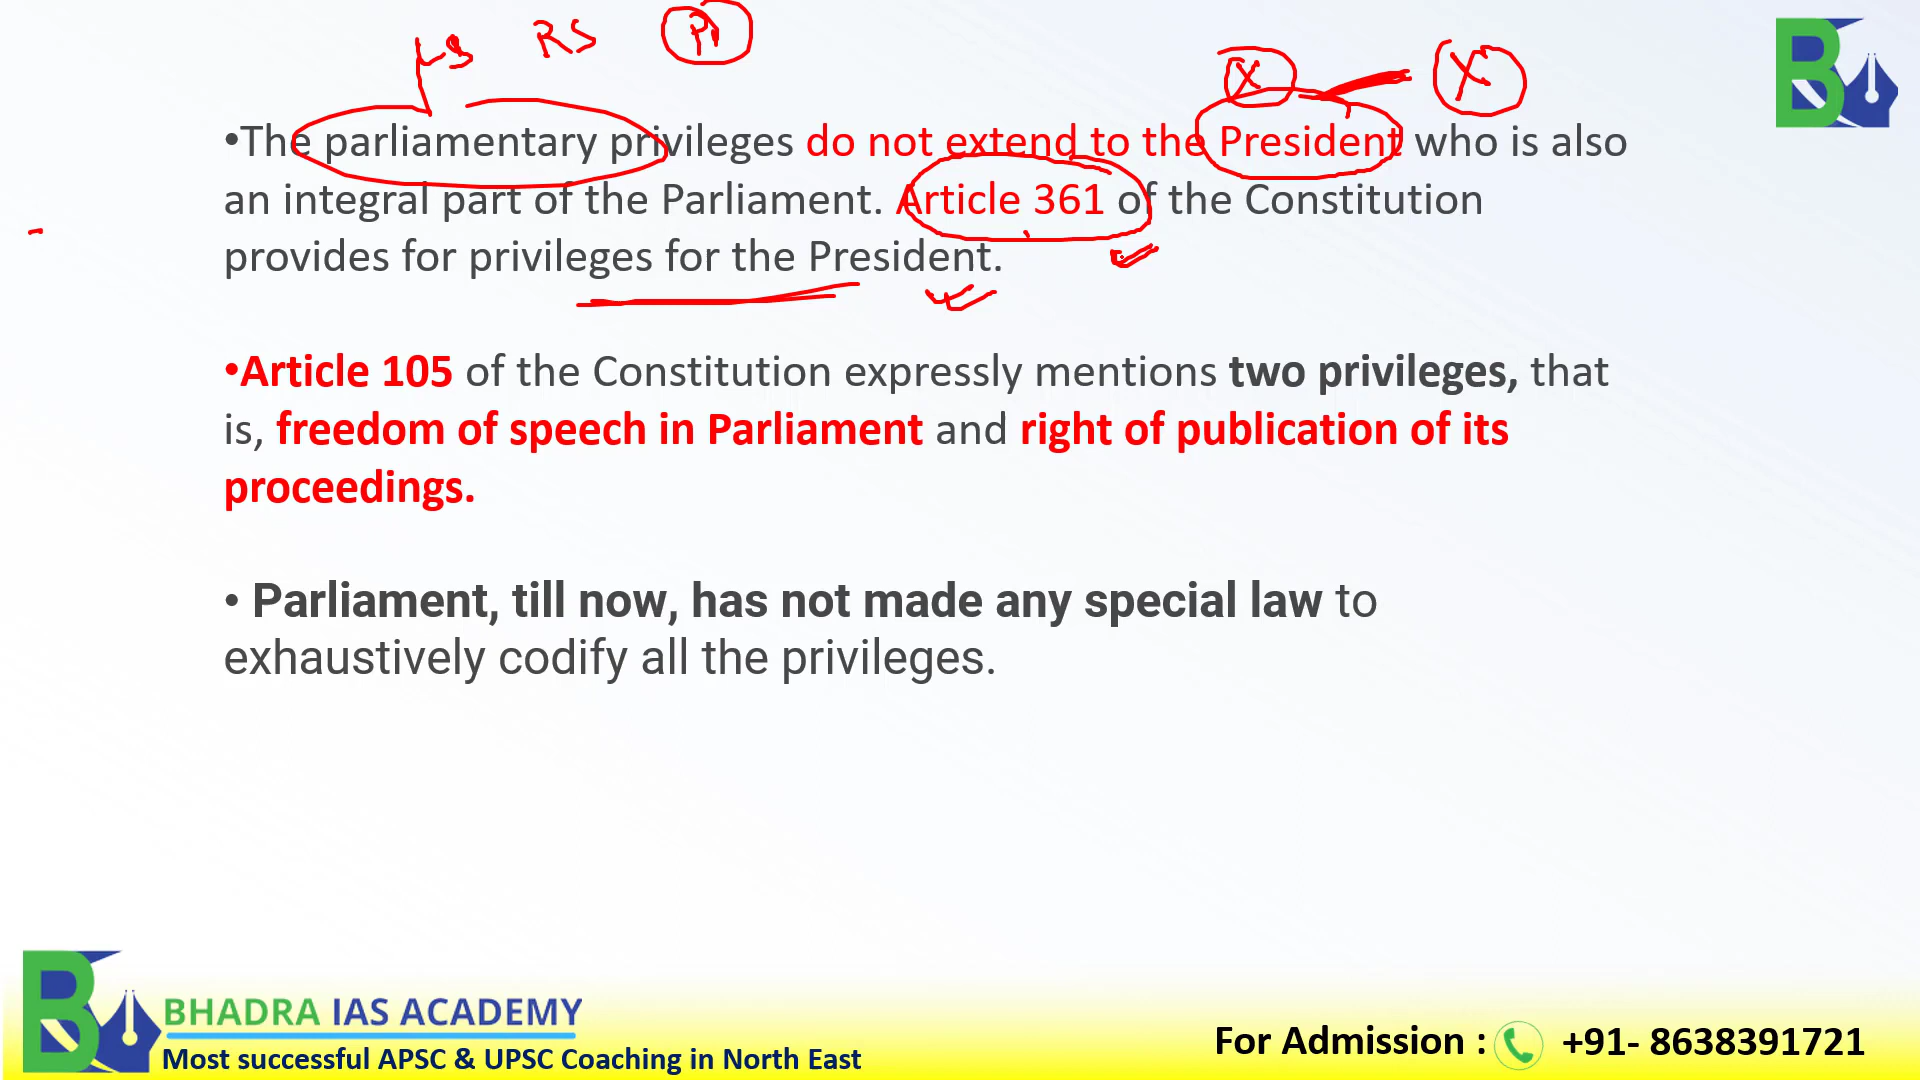 LS RS Pr
X X
•The parliamentary privileges do not extend to the President who is also
an integral part of the Parliament. Article 361 of the Constitution
provides for privileges for the President.
•Article 105 of the Constitution expressly mentions two privileges, that
is, freedom of speech in Parliament and right of publication of its
proceedings.
• Parliament, till now, has not made any special law to
exhaustively codify all the privileges.
BHADRA IAS ACADEMY
Most successful APSC & UPSC Coaching in North East
For Admission : +91- 8638391721